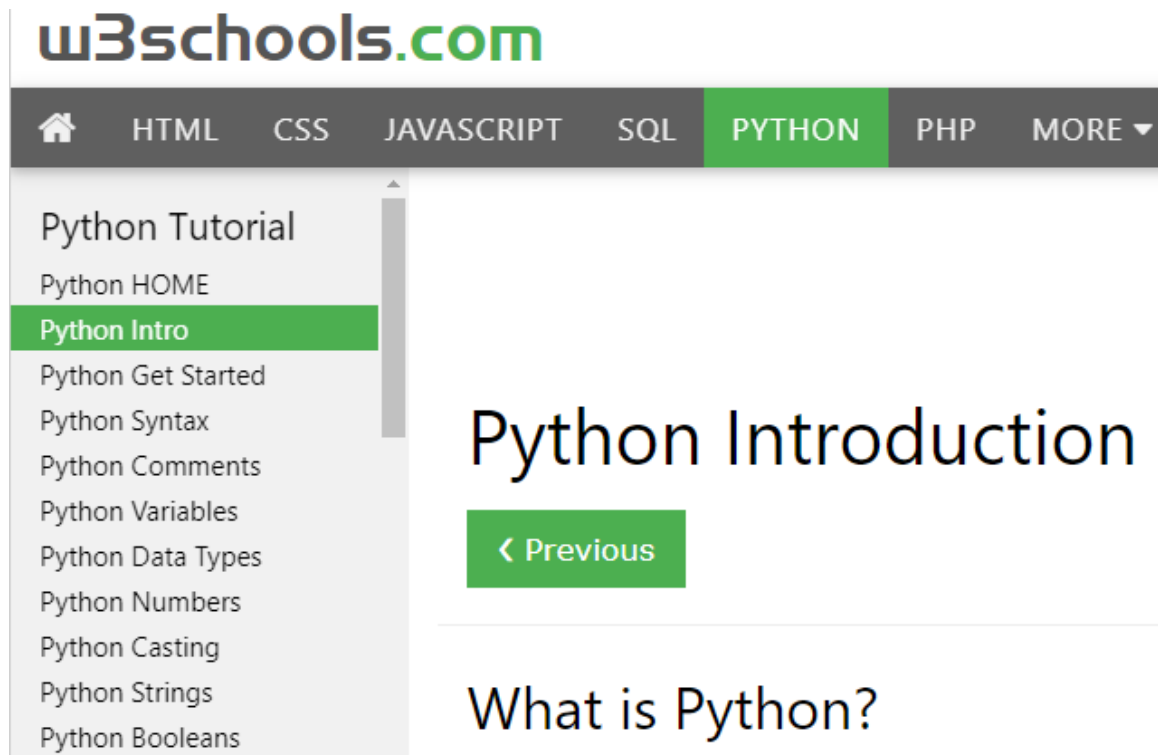 w3schools.com
HTML CSS JAVASCRIPT SQL PYTHON PHP MORE
Python Tutorial
Python HOME
Python Intro
Python Get Started
Python Syntax
Python Comments
Python Variables
Python Data Types
Python Numbers
Python Casting
Python Strings
Python Booleans
Python Introduction
❮ Previous
What is Python?